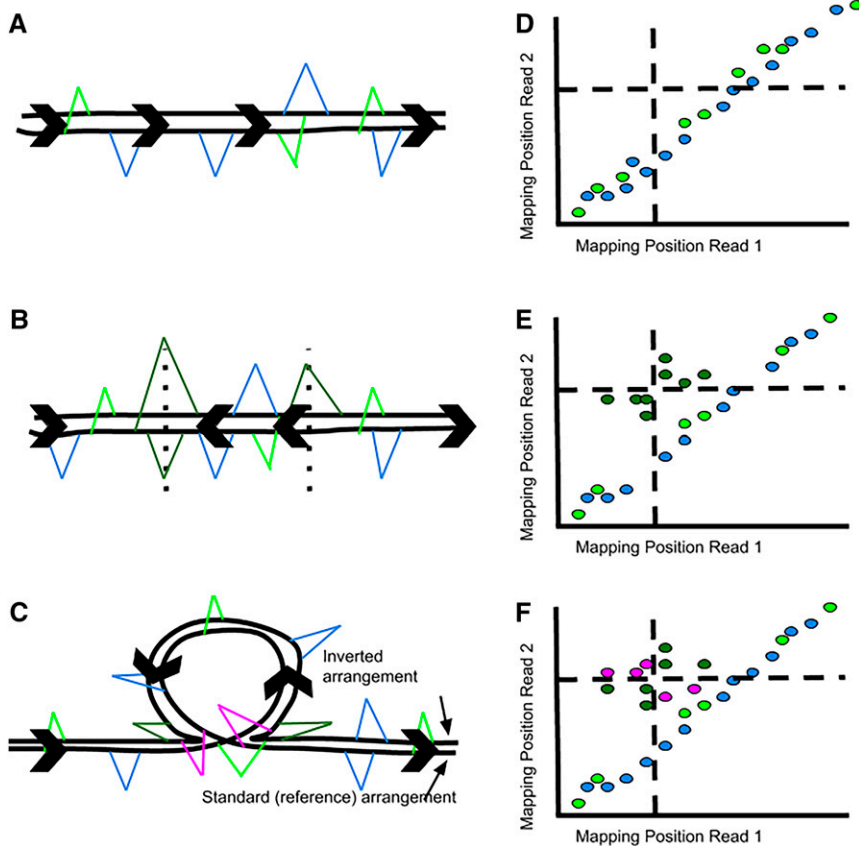 A
D
Mapping Position Read 2
Mapping Position Read 1
B
E
Mapping Position Read 2
Mapping Position Read 1
C
Inverted
arrangement
Standard (reference) arrangement
F
Mapping Position Read 2
Mapping Position Read 1